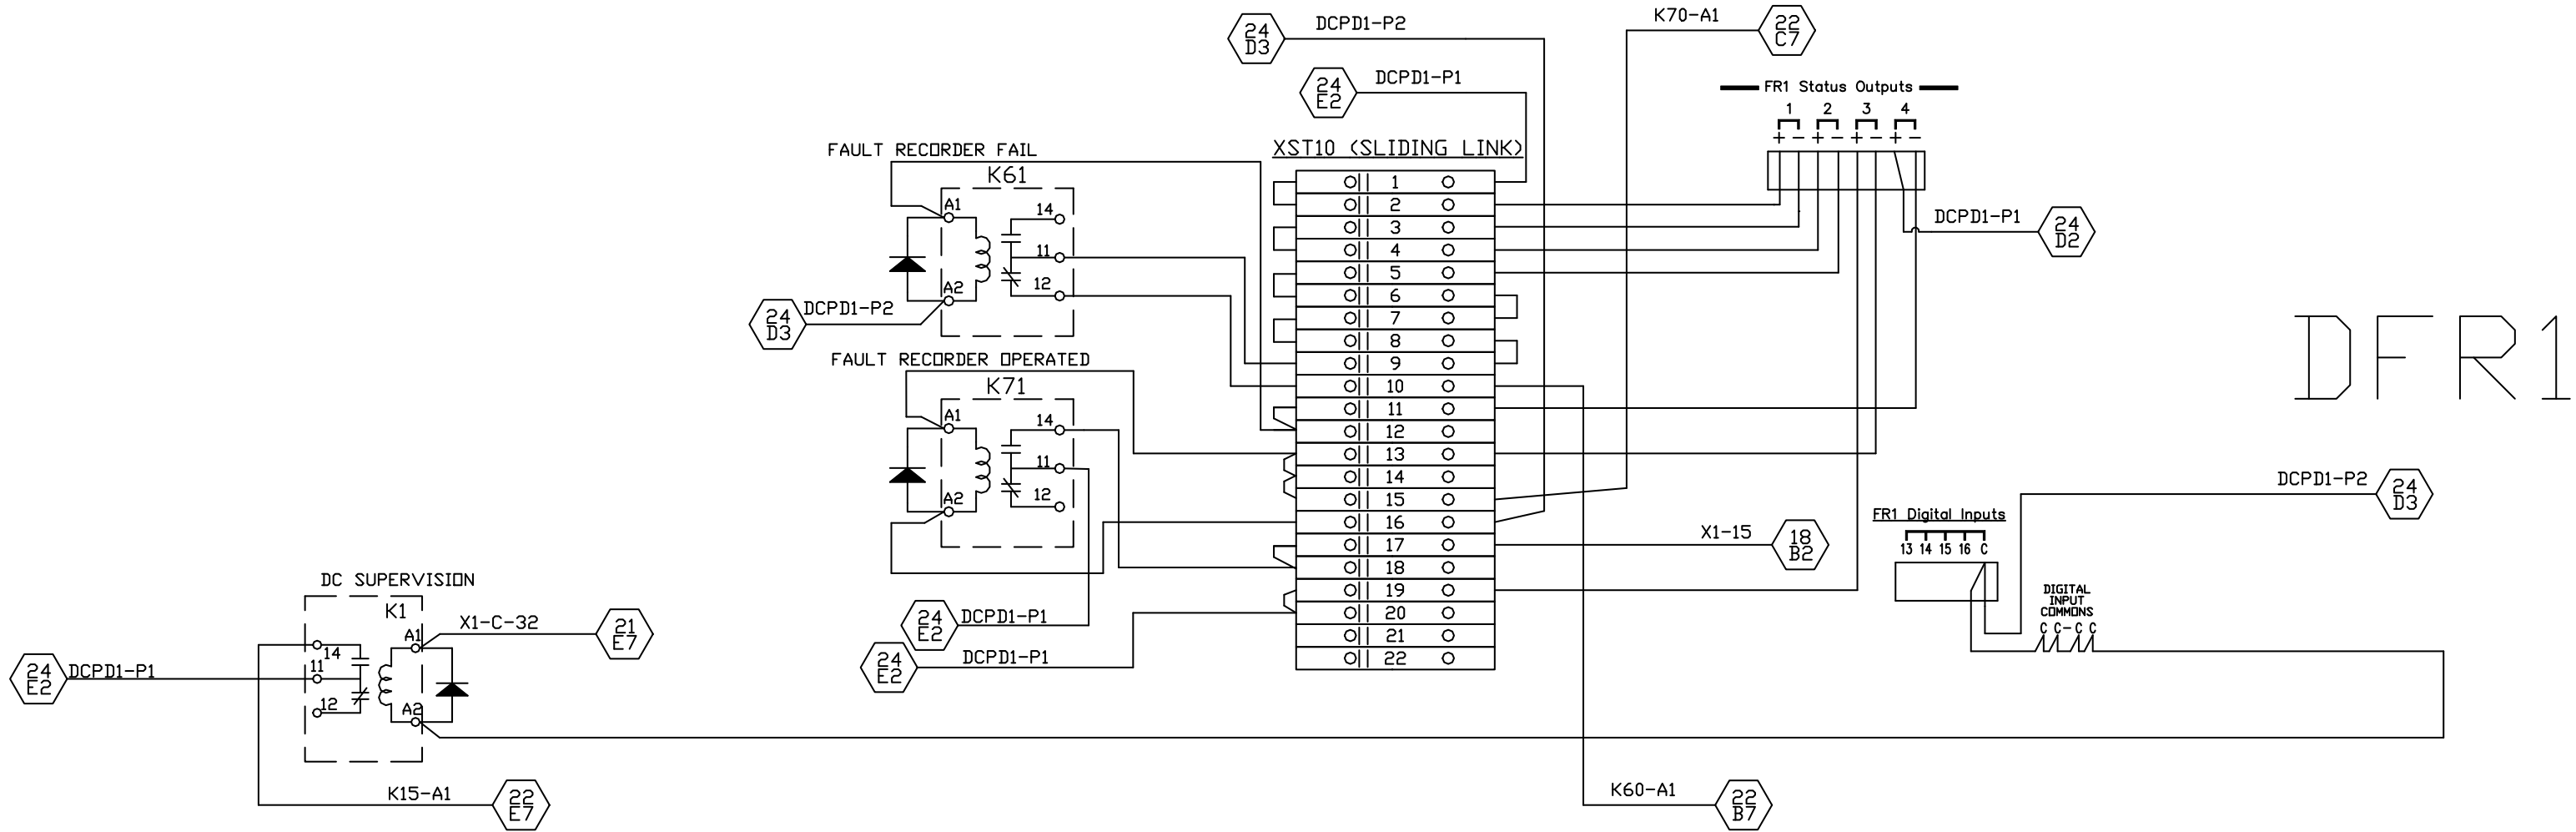 24
D3
DCPD1-P2
K70-A1
22
C7
24
E2
DCPD1-P1
FR1 Status Outputs
1 2 3 4
+ - + - + - + -
DCPD1-P1
24
D2
FAULT RECORDER FAIL
K61
A1
14
11
A2
12
24
D3
DCPD1-P2
XST10 (SLIDING LINK)
1
2
3
4
5
6
7
8
9
10
11
12
13
14
15
16
17
18
19
20
21
22
DFR1
FAULT RECORDER OPERATED
K71
A1
14
11
A2
12
DCPD1-P2
24
D3
X1-15
18
B2
FR1 Digital Inputs
13 14 15 16 C
DIGITAL
INPUT
COMMONS
C C-C C
24
E2
DCPD1-P1
24
E2
DCPD1-P1
DC SUPERVISION
K1
A1
14
11
12
A2
X1-C-32
21
E7
24
E2
DCPD1-P1
K15-A1
22
E7
K60-A1
22
B7